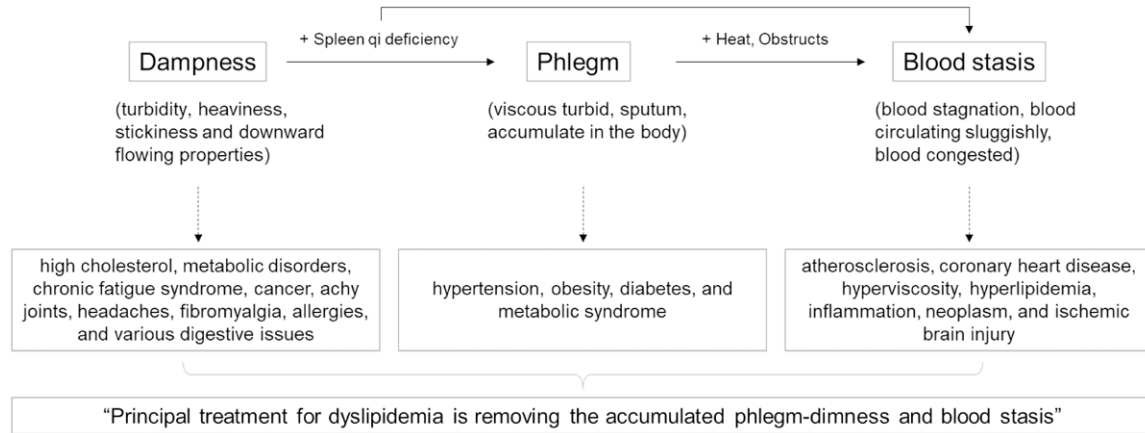 + Spleen qi deficiency
+ Heat, Obstructs
Dampness
Phlegm
Blood stasis
(turbidity, heaviness,
stickiness and downward
flowing properties)
(viscous turbid, sputum,
accumulate in the body)
(blood stagnation, blood
circulating sluggishly,
blood congested)
high cholesterol, metabolic disorders,
chronic fatigue syndrome, cancer, achy
joints, headaches, fibromyalgia, allergies,
and various digestive issues
hypertension, obesity, diabetes, and
metabolic syndrome
atherosclerosis, coronary heart disease,
hyperviscosity, hyperlipidemia,
inflammation, neoplasm, and ischemic
brain injury
“Principal treatment for dyslipidemia is removing the accumulated phlegm-dimness and blood stasis”